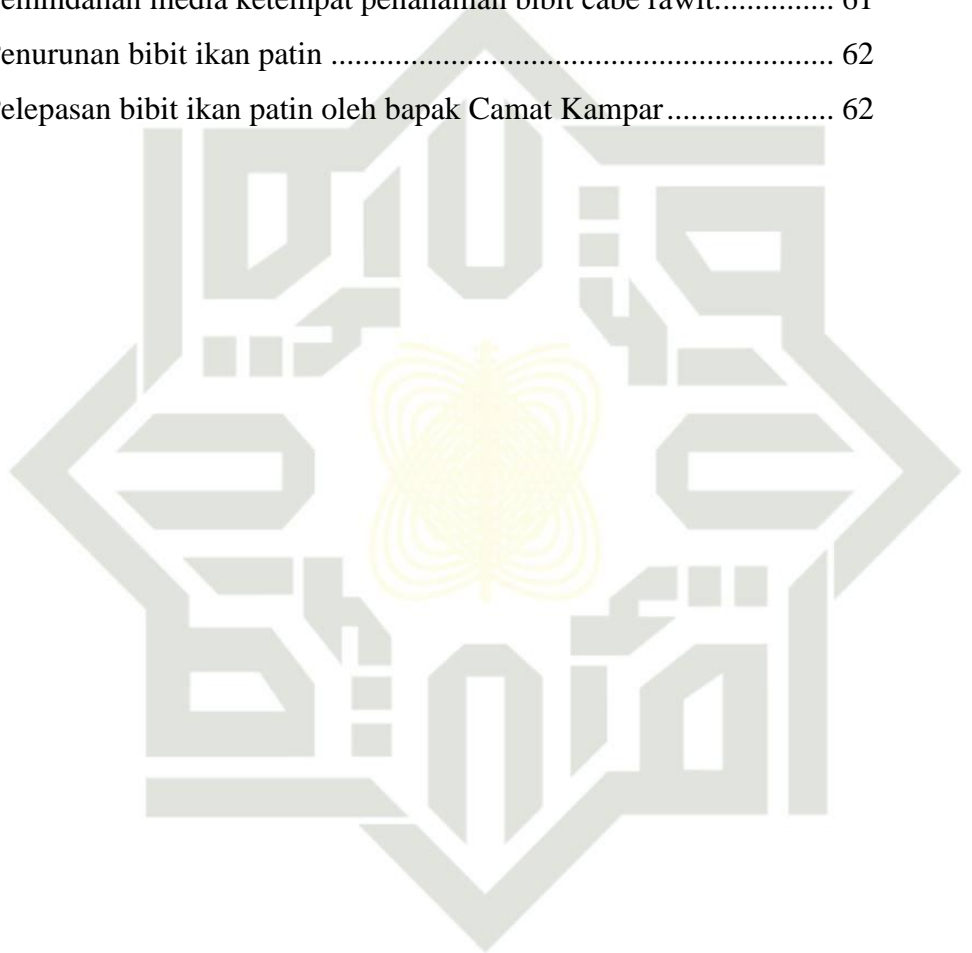 emindahan media ketempat penanaman bibit cabe rawit.............. 61
enurunan bibit ikan patin ............................................................... 62
elepasan bibit ikan patin oleh bapak Camat Kampar ..................... 62